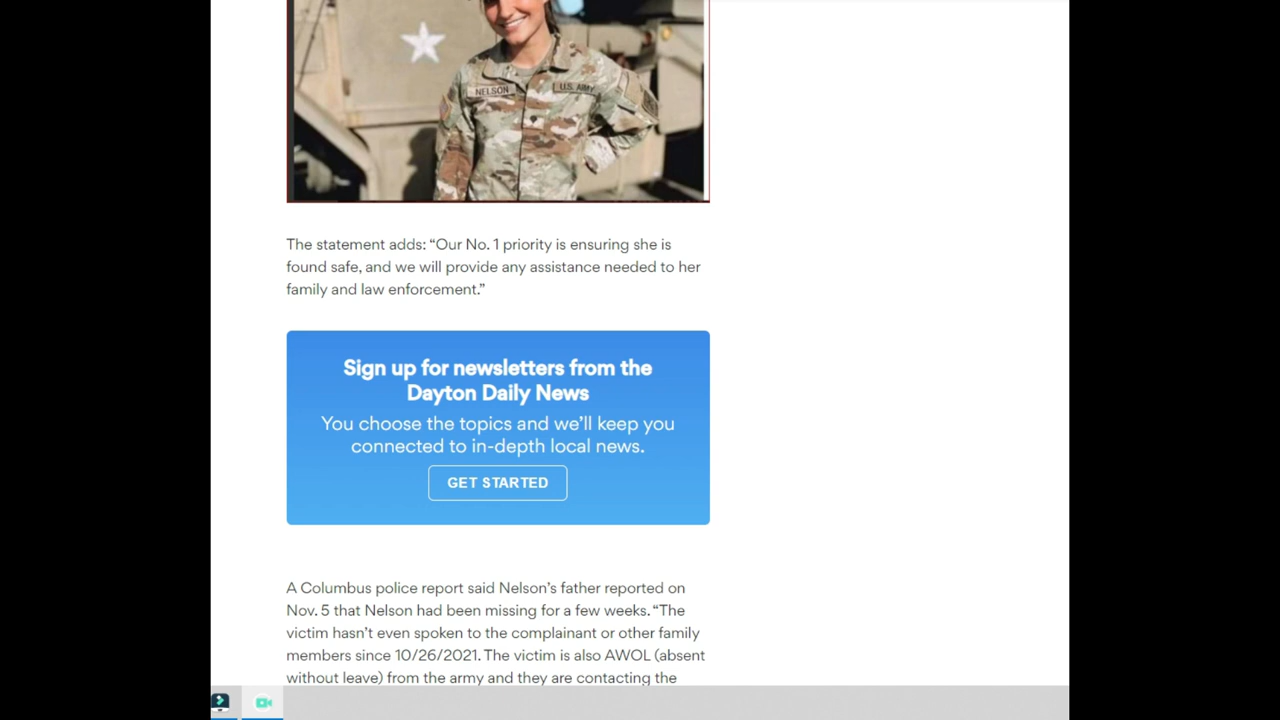 NELSON
U.S. ARMY
The statement adds: “Our No. 1 priority is ensuring she is
found safe, and we will provide any assistance needed to her
family and law enforcement.”
Sign up for newsletters from the
Dayton Daily News
You choose the topics and we’ll keep you
connected to in-depth local news.
GET STARTED
A Columbus police report said Nelson’s father reported on
Nov. 5 that Nelson had been missing for a few weeks. “The
victim hasn’t even spoken to the complainant or other family
members since 10/26/2021. The victim is also AWOL (absent
without leave) from the army and they are contacting the